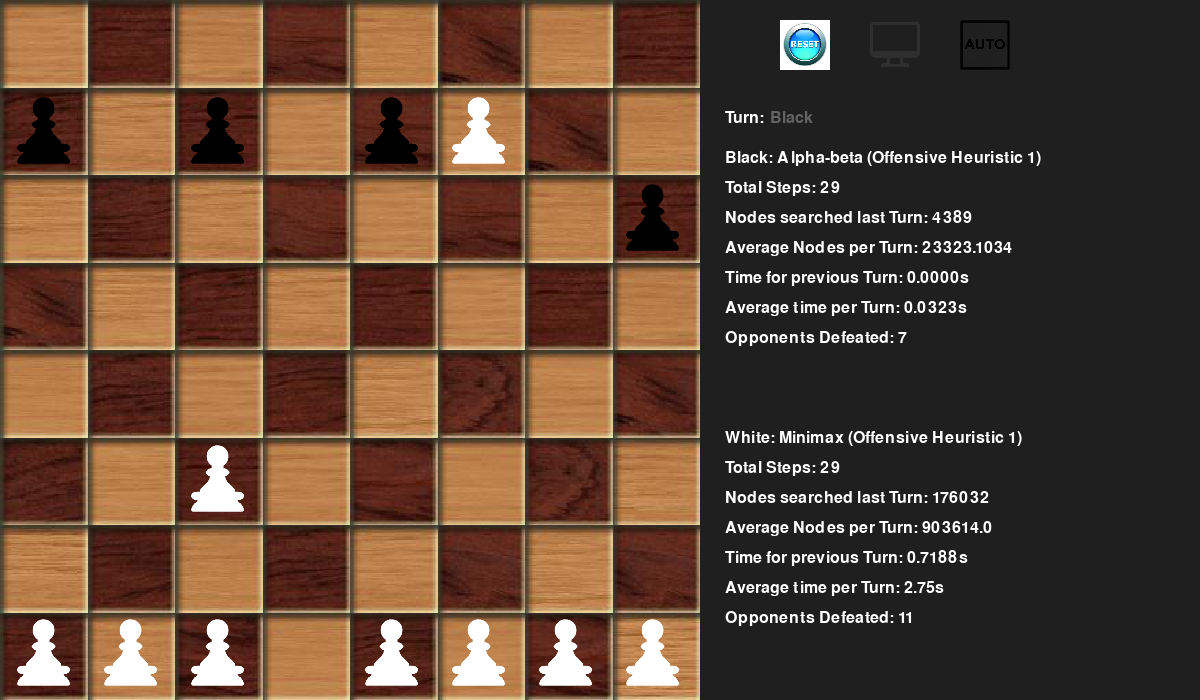 RESET
AUTO
Turn: Black
Black: Alpha-beta (Offensive Heuristic 1)
Total Steps: 29
Nodes searched last Turn: 4389
Average Nodes per Turn: 23323.1034
Time for previous Turn: 0.0000s
Average time per Turn: 0.0323s
Opponents Defeated: 7
White: Minimax (Offensive Heuristic 1)
Total Steps: 29
Nodes searched last Turn: 176032
Average Nodes per Turn: 903614.0
Time for previous Turn: 0.7188s
Average time per Turn: 2.75s
Opponents Defeated: 11